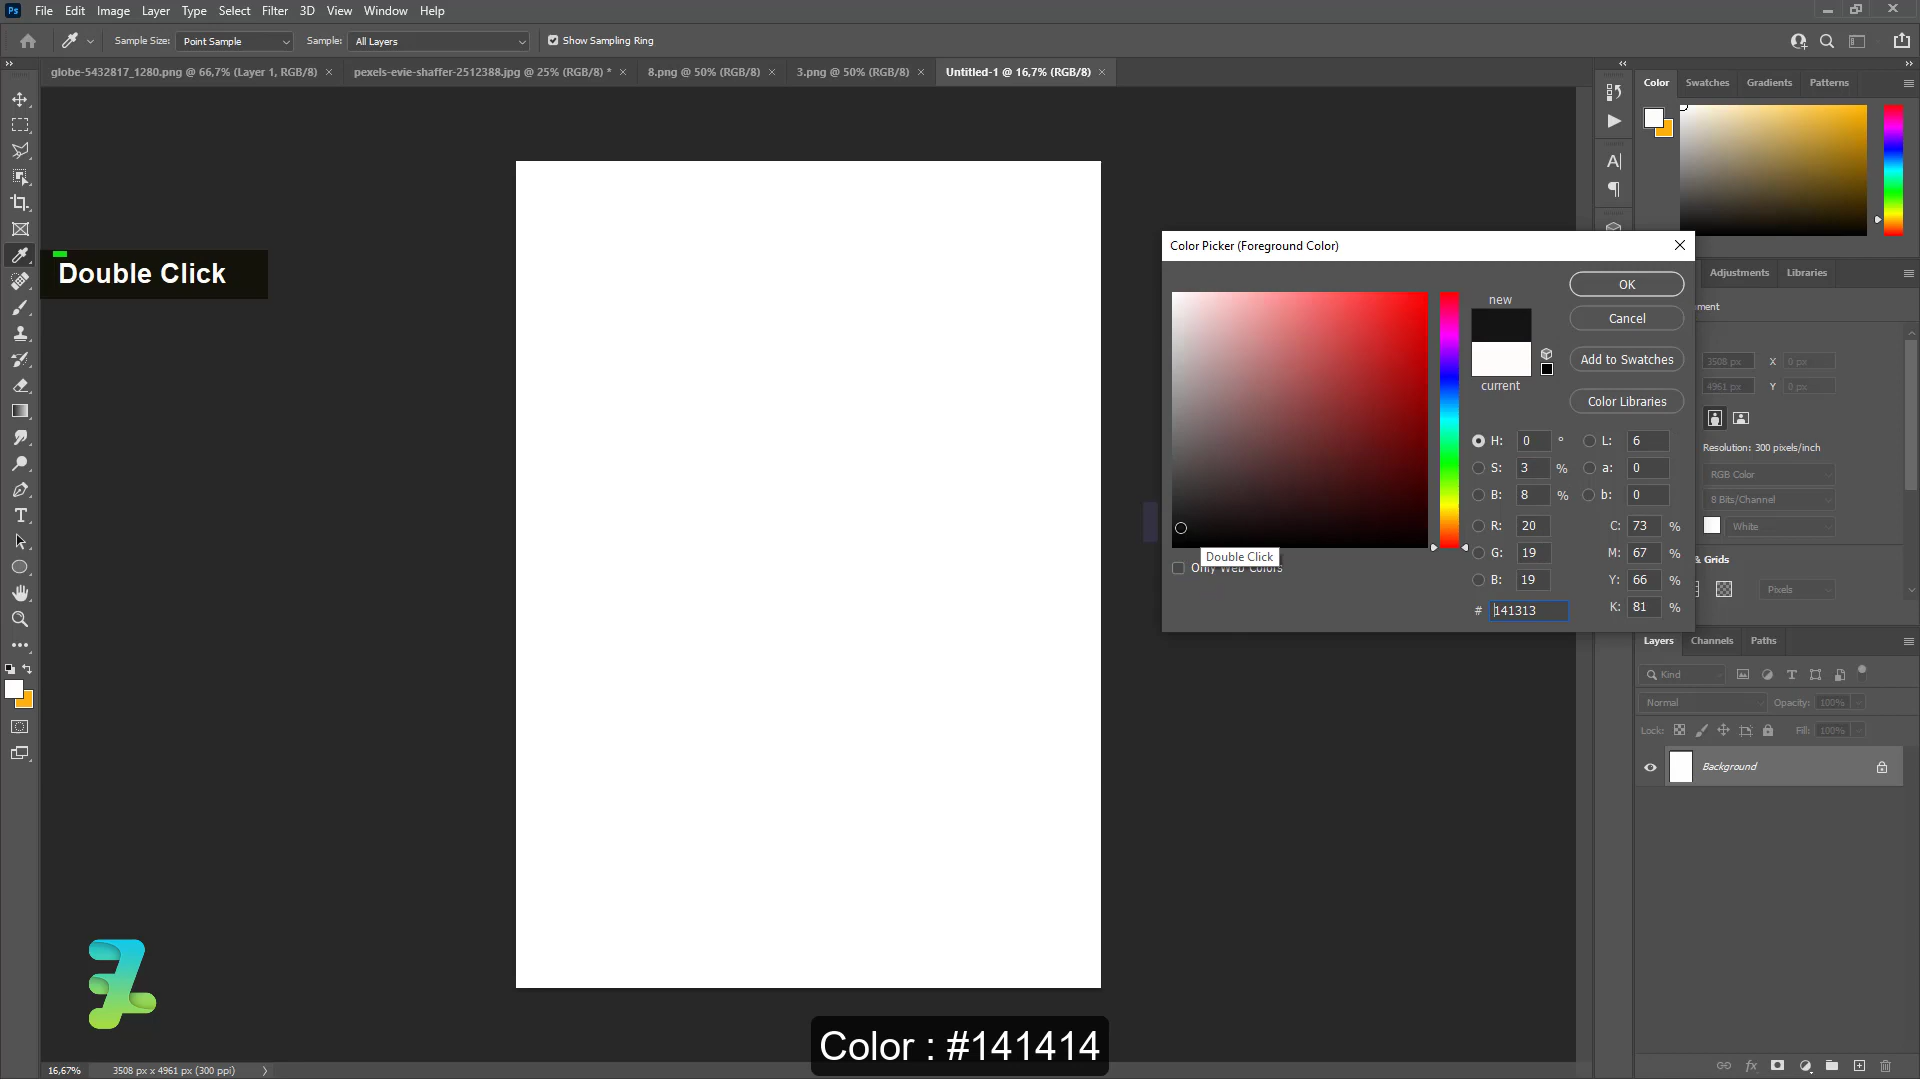 Ps File Edit Image Layer Type Select Filter 3D View Window Help
Sample Size: Point Sample Sample: All Layers Show Sampling Ring
globe-5432817_1280.png @ 66,7% (Layer 1, RGB/8) × pexels-evie-shaffer-2512388.jpg @ 25% (RGB/8) * × 8.png @ 50% (RGB/8) × 3.png @ 50% (RGB/8) × Untitled-1 @ 16,7% (RGB/8) ×
Color Swatches Gradients Patterns
Double Click
Color Picker (Foreground Color)
Adjustments Libraries
new
OK
Cancel
Add to Swatches
current
Color Libraries
H: 0 ° L: 6
S: 3 % a: 0
B: 8 % b: 0
R: 20 C: 73 %
G: 19 M: 67 %
B: 19 Y: 66 %
# 141313 K: 81 %
Double Click
Only Web Colors
ment
3508 px X 0 px
4961 px Y 0 px
Resolution: 300 pixels/inch
RGB Color
8 Bits/Channel
White
& Grids
Pixels
Layers Channels Paths
Kind
Normal Opacity: 100%
Lock: Fill: 100%
Background
Color : #141414
16,67% 3508 px x 4961 px (300 ppi)